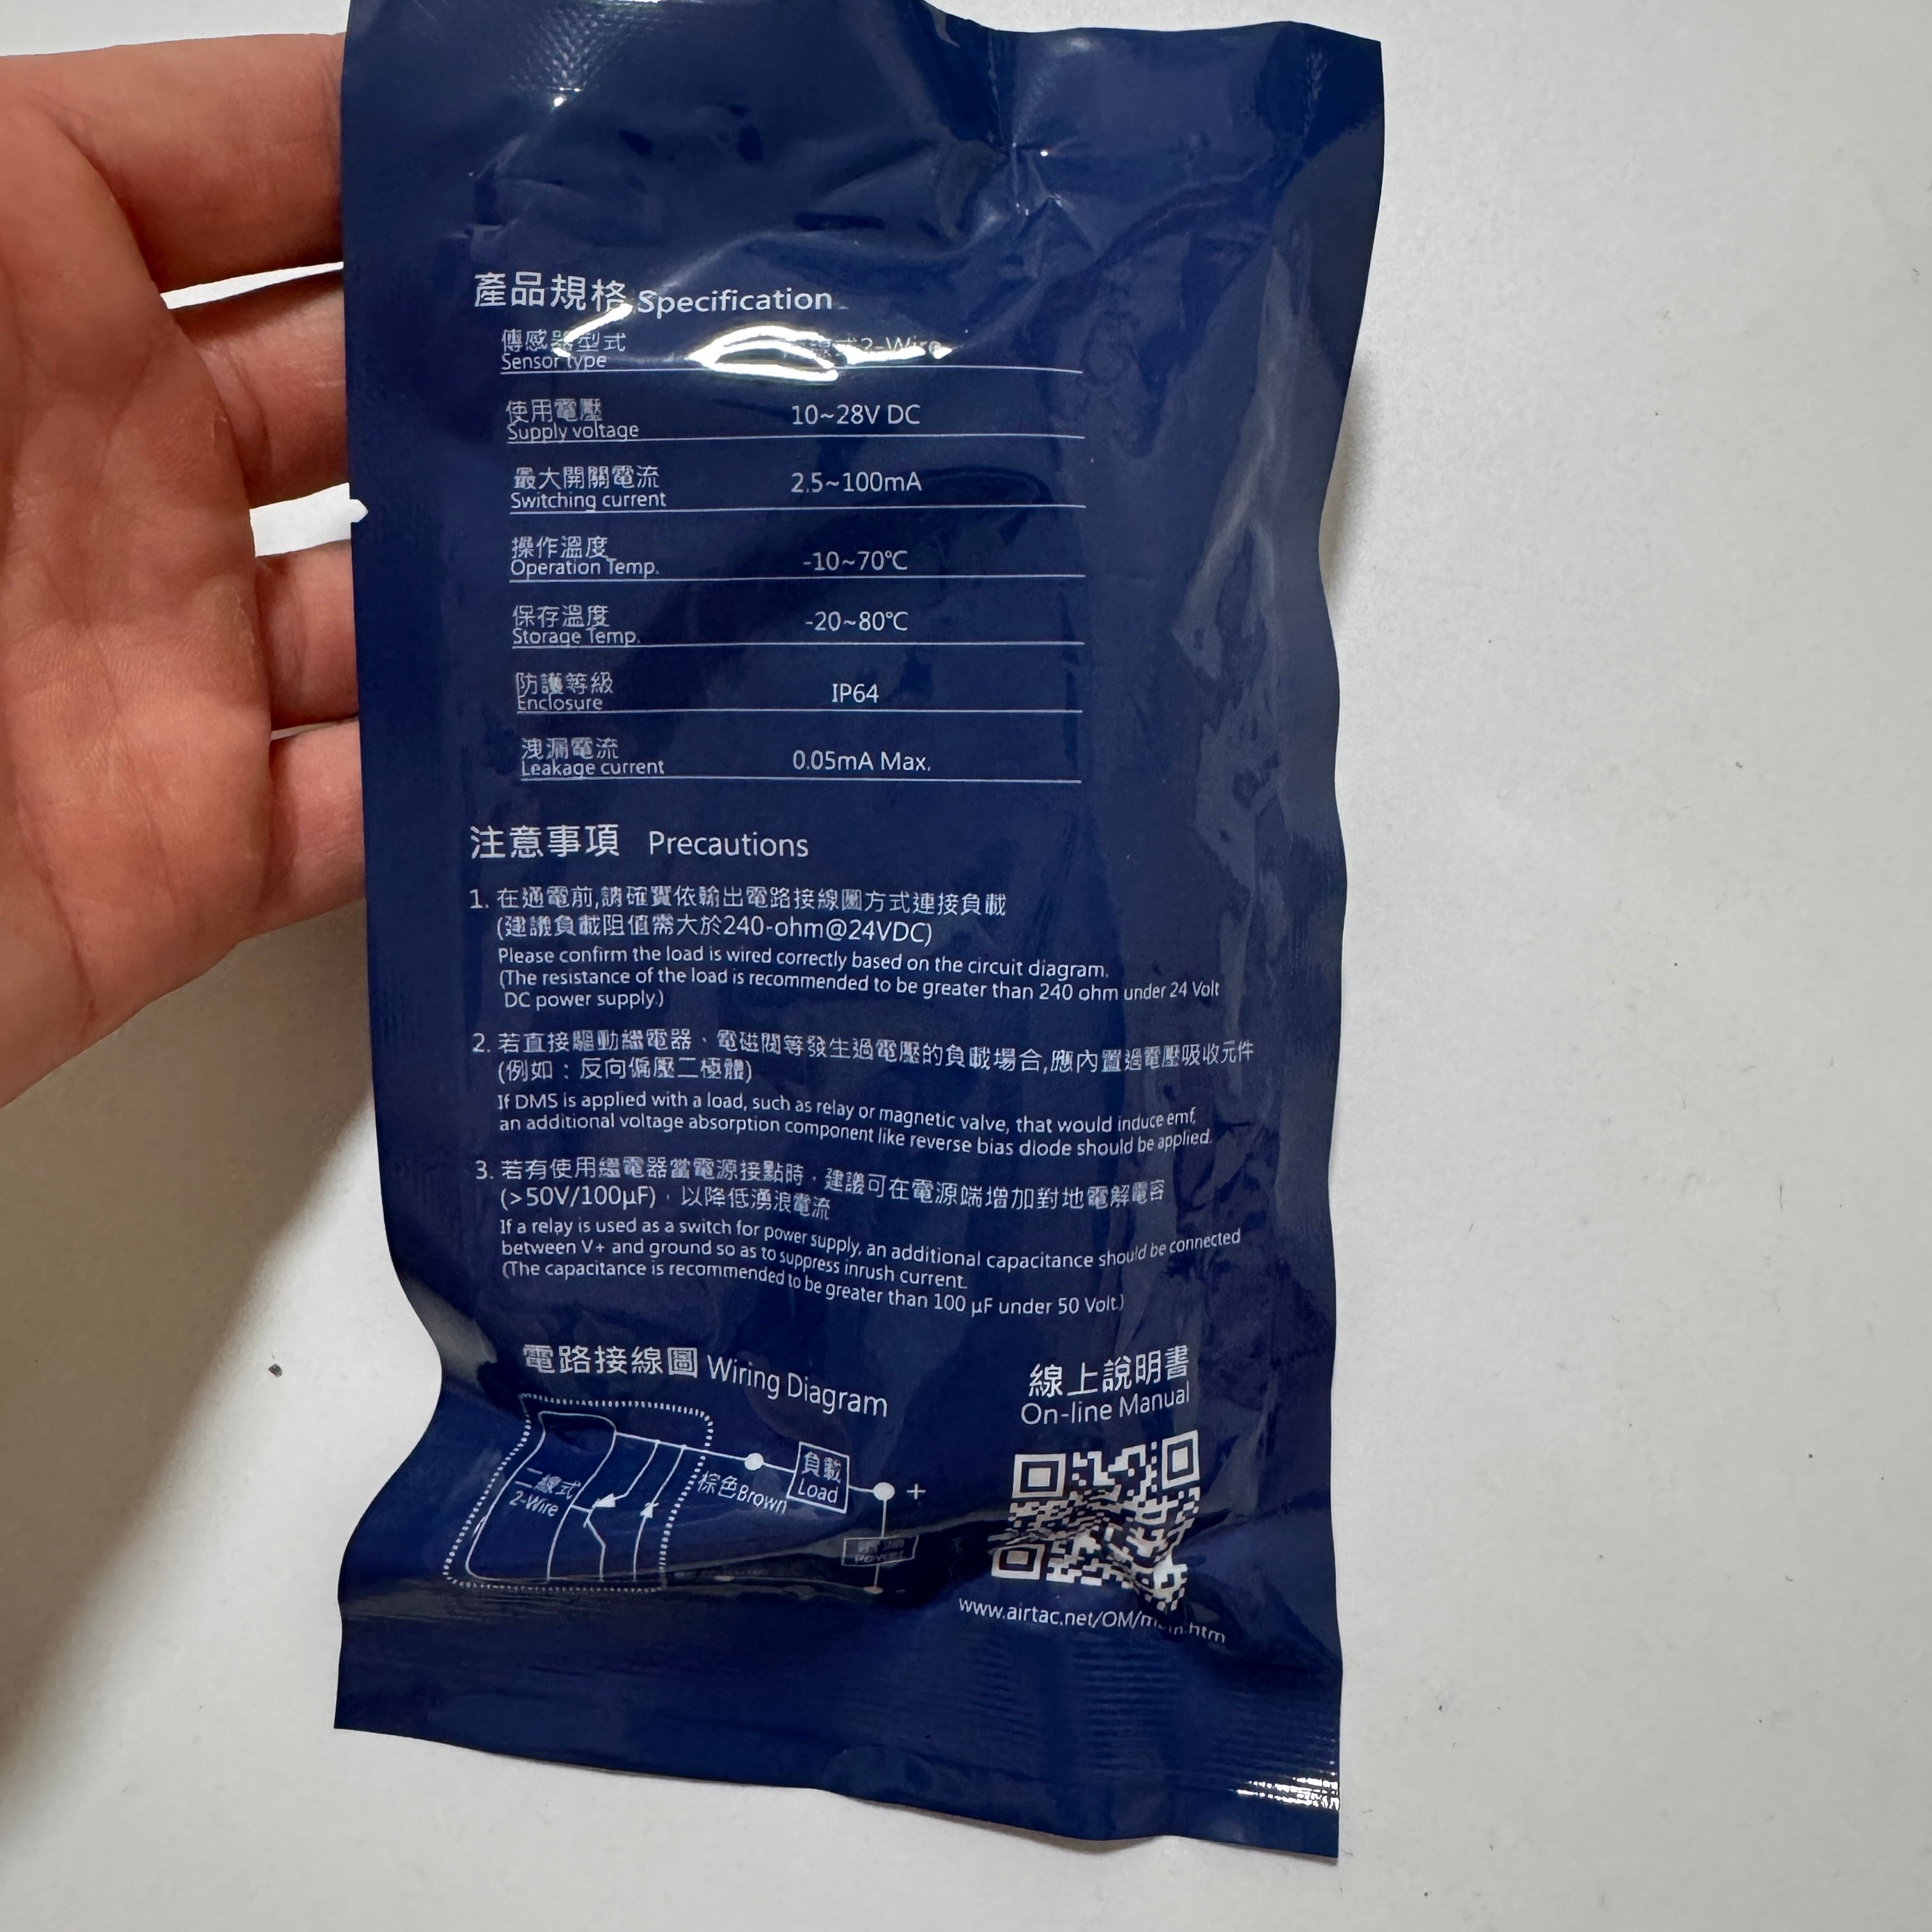 產品規格 Specification
傳感器型式 線式2-Wire
Sensor type
使用電壓 10~28V DC
Supply voltage
最大開關電流 2.5~100mA
Switching current
操作溫度 -10~70℃
Operation Temp.
保存溫度 -20~80℃
Storage Temp.
防護等級 IP64
Enclosure
洩漏電流 0.05mA Max.
Leakage current
注意事項 Precautions
1. 在通電前,請確實依輸出電路接線圖方式連接負載
(建議負載阻值需大於240-ohm@24VDC)
Please confirm the load is wired correctly based on the circuit diagram.
(The resistance of the load is recommended to be greater than 240 ohm under 24 Volt
DC power supply.)
2. 若直接驅動繼電器、電磁閥等發生過電壓的負載場合,應內置過電壓吸收元件
(例如：反向偏壓二極體)
If DMS is applied with a load, such as relay or magnetic valve, that would induce emf,
an additional voltage absorption component like reverse bias diode should be applied.
3. 若有使用繼電器當電源接點時，建議可在電源端增加對地電解電容
(>50V/100μF)，以降低湧浪電流
If a relay is used as a switch for power supply, an additional capacitance should be connected
between V+ and ground so as to suppress inrush current.
(The capacitance is recommended to be greater than 100 μF under 50 Volt.)
電路接線圖 Wiring Diagram
二線式
2-Wire
棕色Brown
負載
Load
+
Power
-
線上說明書
On-line Manual
www.airtac.net/OM/main.htm